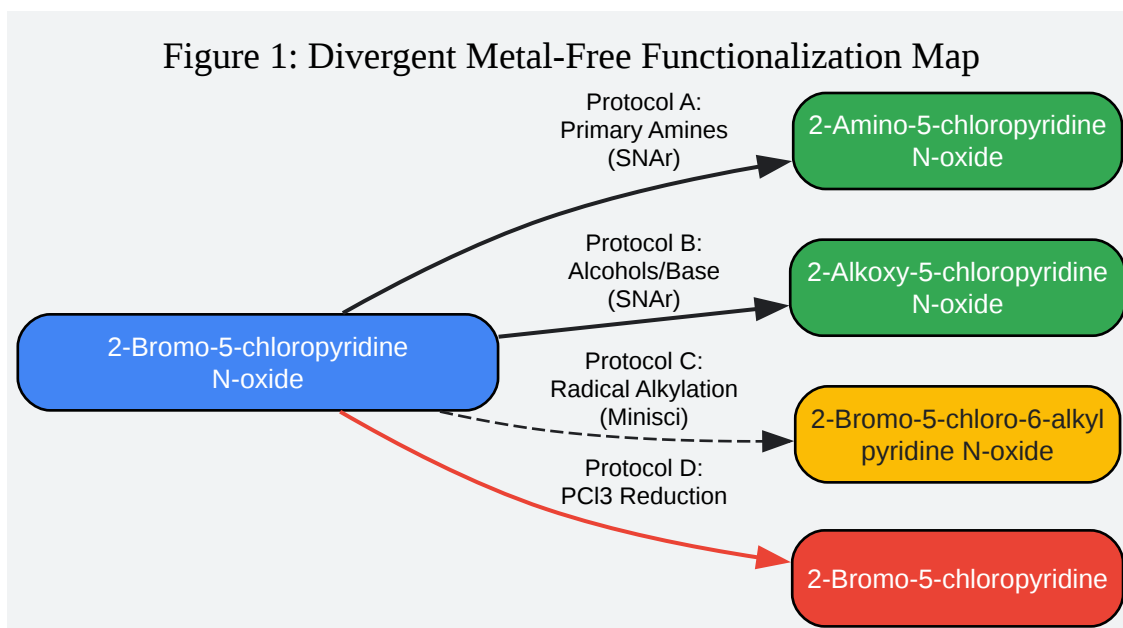 Figure 1: Divergent Metal-Free Functionalization Map
Protocol A:
Primary Amines
(SNAr)
2-Amino-5-chloropyridine
N-oxide
Protocol B:
Alcohols/Base
(SNAr)
2-Alkoxy-5-chloropyridine
N-oxide
2-Bromo-5-chloropyridine
N-oxide
Protocol C:
Radical Alkylation
(Minisci)
2-Bromo-5-chloro-6-alkyl
pyridine N-oxide
Protocol D:
PCl3 Reduction
2-Bromo-5-chloropyridine